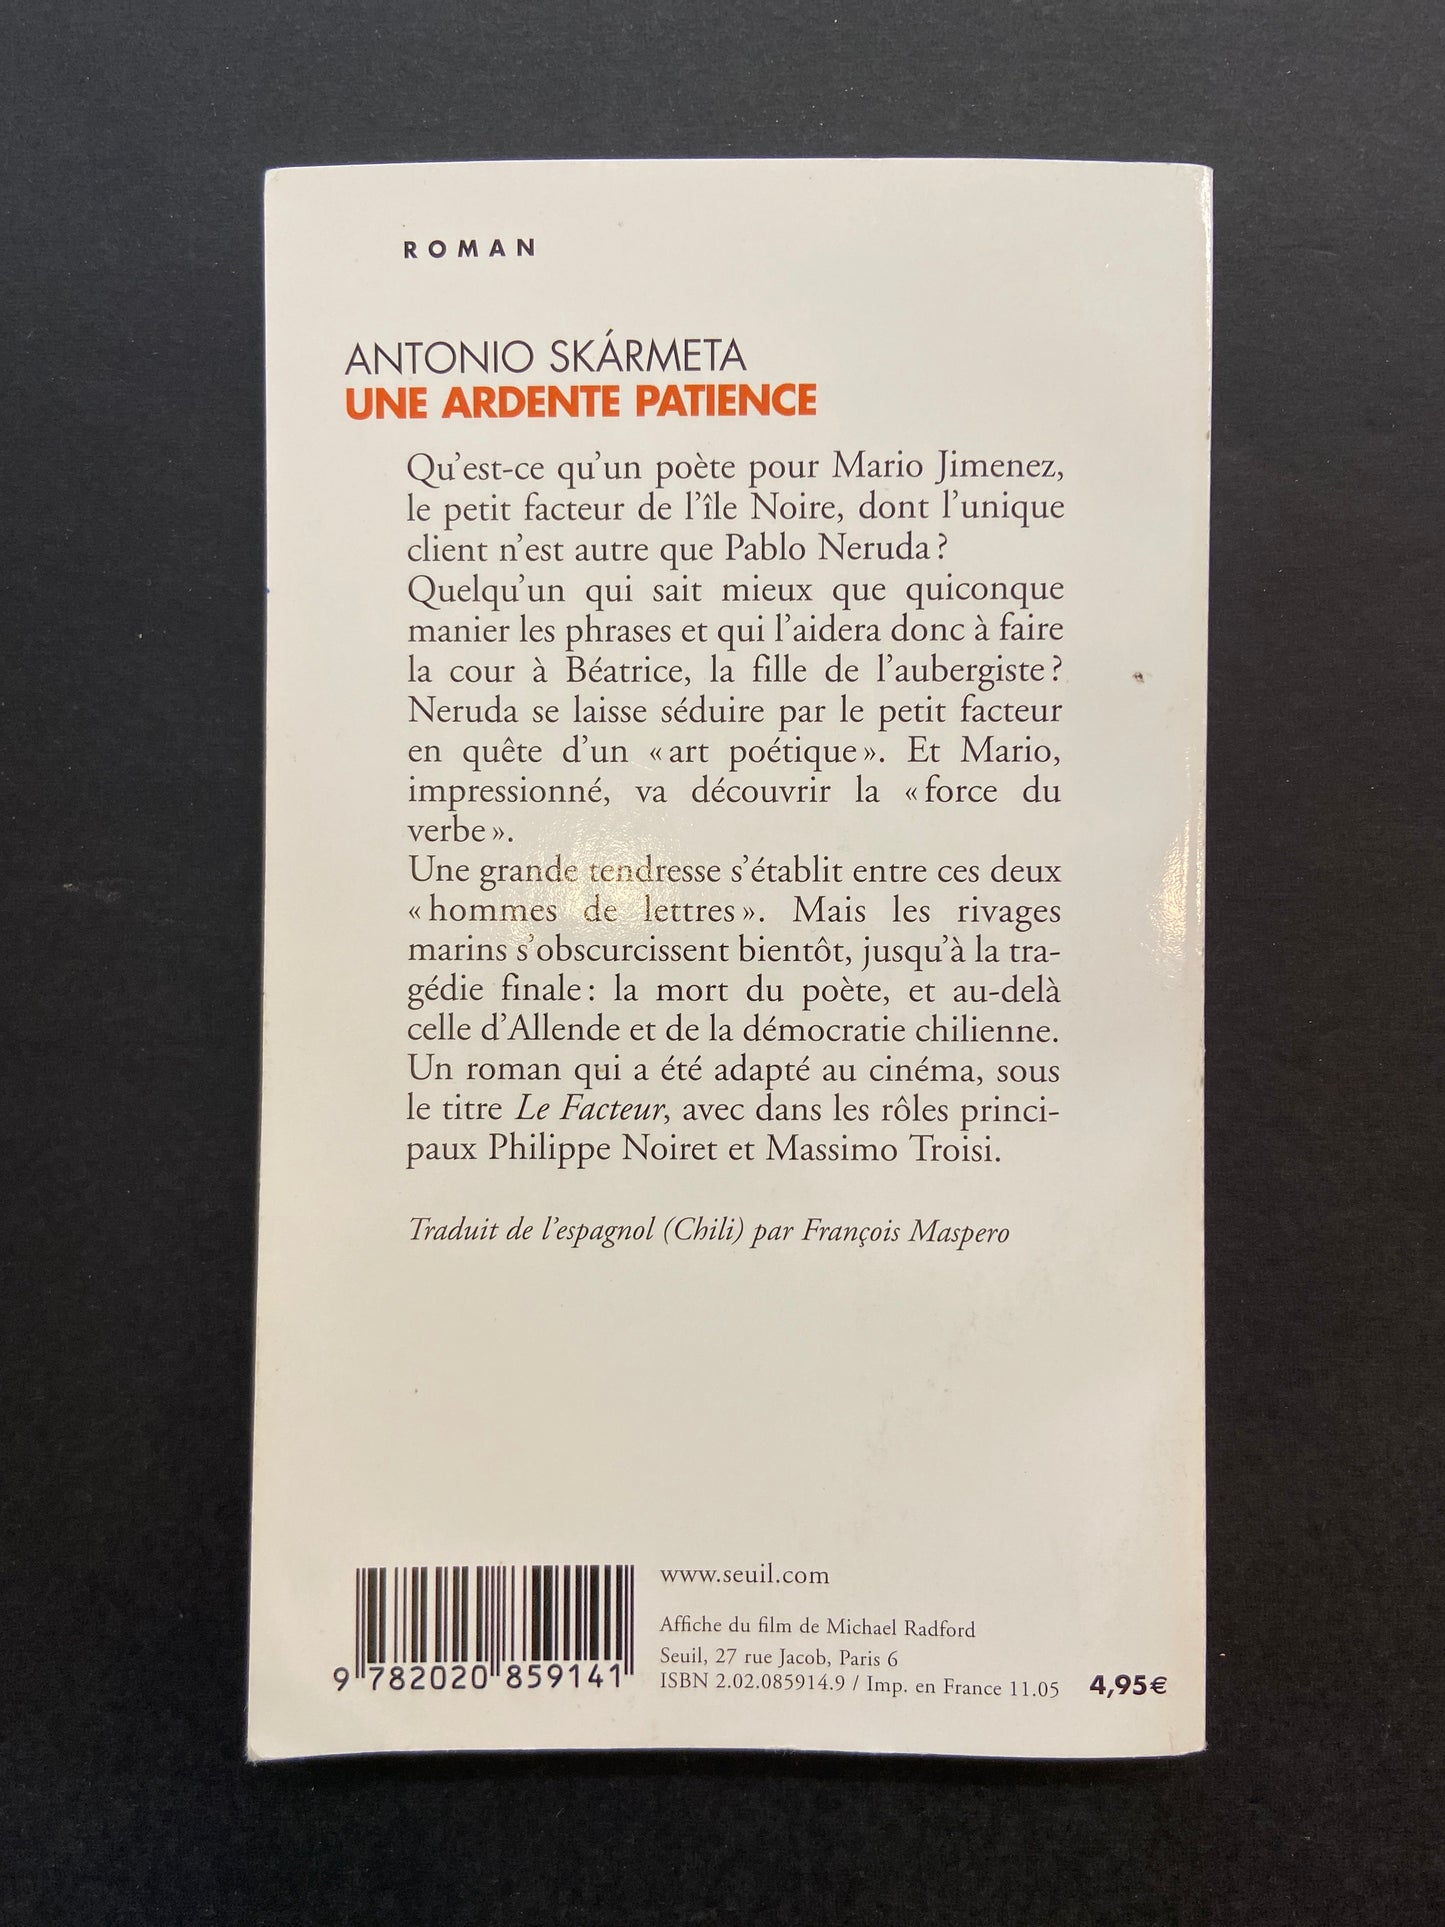 ROMAN
ANTONIO SKÁRMETA
UNE ARDENTE PATIENCE
Qu'est-ce qu'un poète pour Mario Jimenez,
le petit facteur de l'île Noire, dont l'unique
client n'est autre que Pablo Neruda ?
Quelqu'un qui sait mieux que quiconque
manier les phrases et qui l'aidera donc à faire
la cour à Béatrice, la fille de l'aubergiste ?
Neruda se laisse séduire par le petit facteur
en quête d'un « art poétique ». Et Mario,
impressionné, va découvrir la « force du
verbe ».
Une grande tendresse s'établit entre ces deux
« hommes de lettres ». Mais les rivages
marins s'obscurcissent bientôt, jusqu'à la tra-
gédie finale : la mort du poète, et au-delà
celle d'Allende et de la démocratie chilienne.
Un roman qui a été adapté au cinéma, sous
le titre Le Facteur, avec dans les rôles princi-
paux Philippe Noiret et Massimo Troisi.
Traduit de l'espagnol (Chili) par François Maspero
www.seuil.com
Affiche du film de Michael Radford
Seuil, 27 rue Jacob, Paris 6
ISBN 2.02.085914.9 / Imp. en France 11.05
4,95€
9 782020 859141